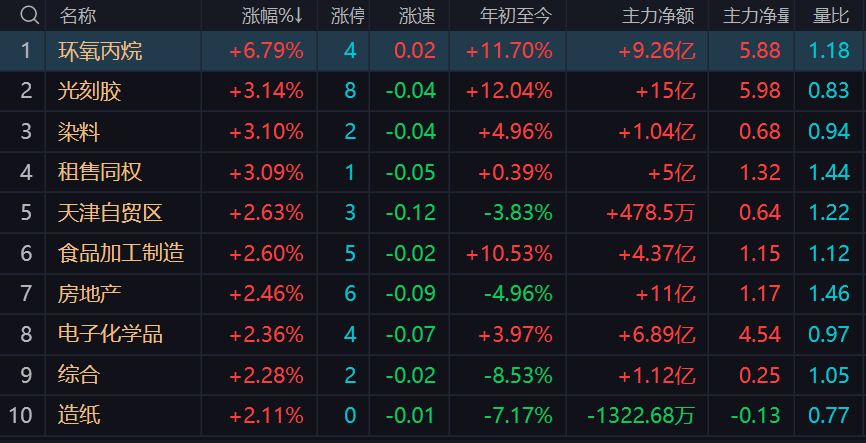 名称 涨幅%↓ 涨停 涨速 年初至今 主力净额 主力净量 量比
1 环氧丙烷 +6.79% 4 0.02 +11.70% +9.26亿 5.88 1.18
2 光刻胶 +3.14% 8 -0.04 +12.04% +15亿 5.98 0.83
3 染料 +3.10% 2 -0.04 +4.96% +1.04亿 0.68 0.94
4 租售同权 +3.09% 1 -0.05 +0.39% +5亿 1.32 1.44
5 天津自贸区 +2.63% 3 -0.12 -3.83% +478.5万 0.64 1.22
6 食品加工制造 +2.60% 5 -0.02 +10.53% +4.37亿 1.15 1.12
7 房地产 +2.46% 6 -0.09 -4.96% +11亿 1.17 1.46
8 电子化学品 +2.36% 4 -0.07 +3.97% +6.89亿 4.54 0.97
9 综合 +2.28% 2 -0.02 -8.53% +1.12亿 0.25 1.05
10 造纸 +2.11% 0 -0.01 -7.17% -1322.68万 -0.13 0.77